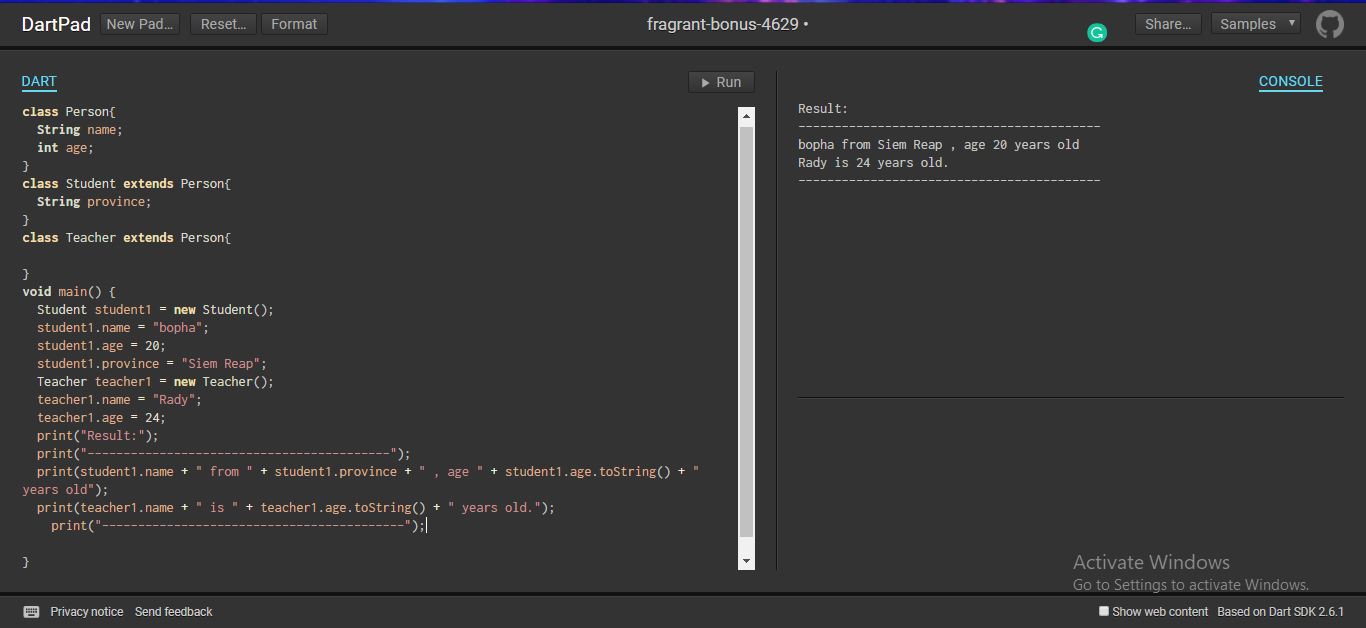 DartPad New Pad... Reset... Format fragrant-bonus-4629 • Share... Samples
DART Run
class Person{
  String name;
  int age;
}
class Student extends Person{
  String province;
}
class Teacher extends Person{

}
void main() {
  Student student1 = new Student();
  student1.name = "bopha";
  student1.age = 20;
  student1.province = "Siem Reap";
  Teacher teacher1 = new Teacher();
  teacher1.name = "Rady";
  teacher1.age = 24;
  print("Result:");
  print("------------------------------------------");
  print(student1.name + " from " + student1.province + " , age " + student1.age.toString() + "
years old");
  print(teacher1.name + " is " + teacher1.age.toString() + " years old.");
    print("------------------------------------------");

}
CONSOLE
Result:
------------------------------------------
bopha from Siem Reap , age 20 years old
Rady is 24 years old.
------------------------------------------
Activate Windows
Go to Settings to activate Windows.
Privacy notice Send feedback Show web content Based on Dart SDK 2.6.1